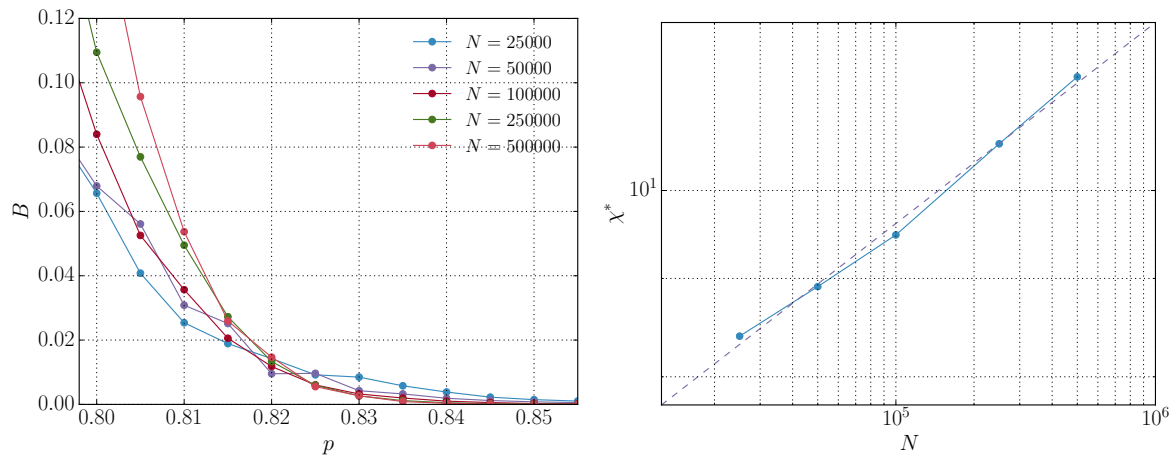 0.12
0.10
0.08
0.06
0.04
0.02
0.00
B
0.80 0.81 0.82 0.83 0.84 0.85
p
N = 25000
N = 50000
N = 100000
N = 250000
N = 500000
10¹
χ*
10⁵ 10⁶
N